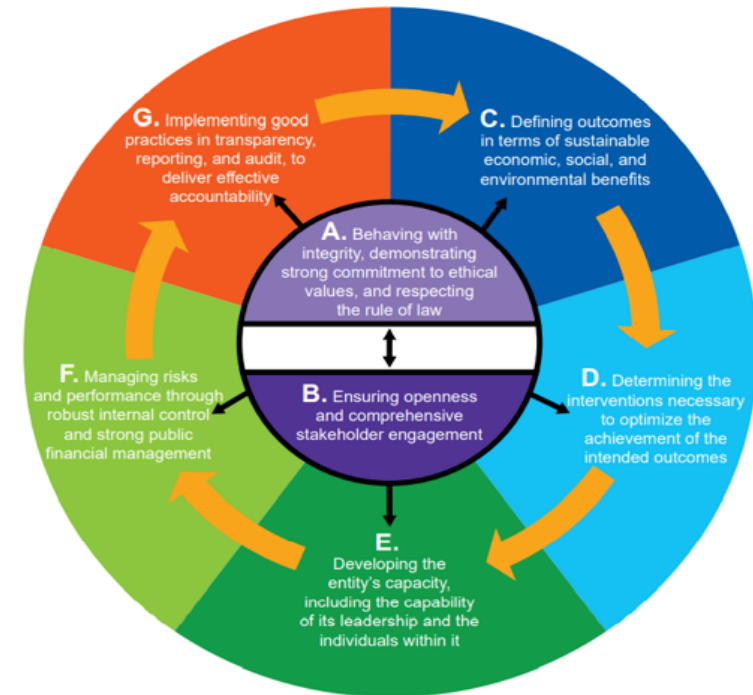 A. Behaving with
integrity, demonstrating
strong commitment to ethical
values, and respecting
the rule of law
B. Ensuring openness
and comprehensive
stakeholder engagement
C. Defining outcomes
in terms of sustainable
economic, social, and
environmental benefits
D. Determining the
interventions necessary
to optimize the
achievement of the
intended outcomes
E.
Developing the
entity's capacity,
including the capability
of its leadership and the
individuals within it
F. Managing risks
and performance through
robust internal control
and strong public
financial management
G. Implementing good
practices in transparency,
reporting, and audit, to
deliver effective
accountability